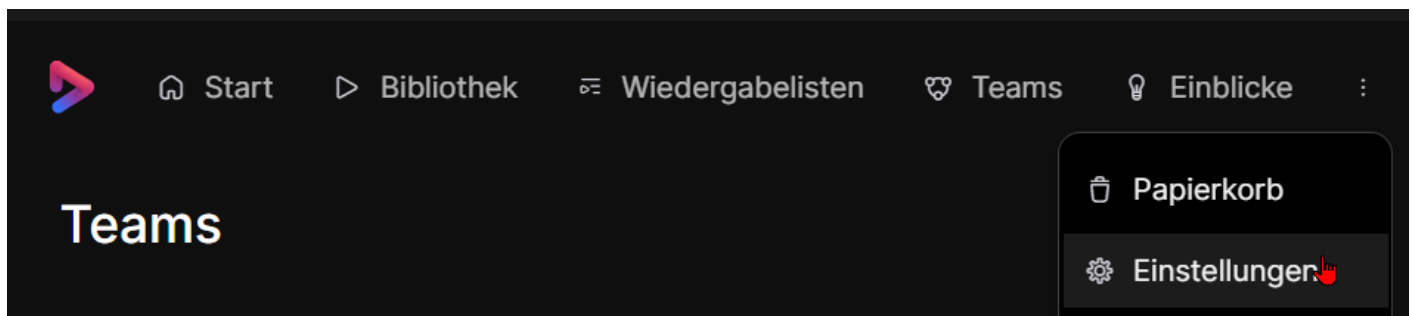 Start Bibliothek Wiedergabelisten Teams Einblicke
Papierkorb
Teams
Einstellungen